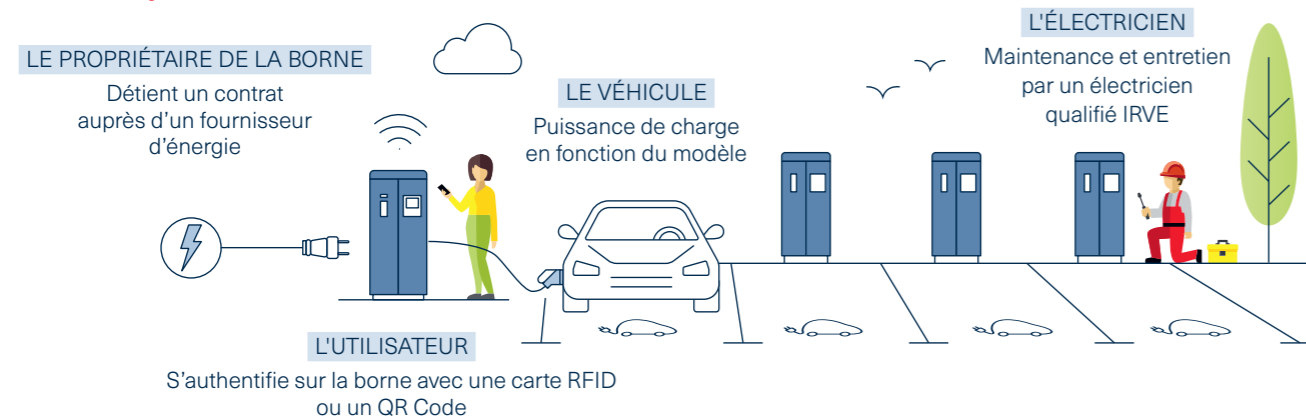 LE PROPRIÉTAIRE DE LA BORNE
Détient un contrat
auprès d'un fournisseur
d'énergie
LE VÉHICULE
Puissance de charge
en fonction du modèle
L'ÉLECTRICIEN
Maintenance et entretien
par un électricien
qualifié IRVE
L'UTILISATEUR
S'authentifie sur la borne avec une carte RFID
ou un QR Code